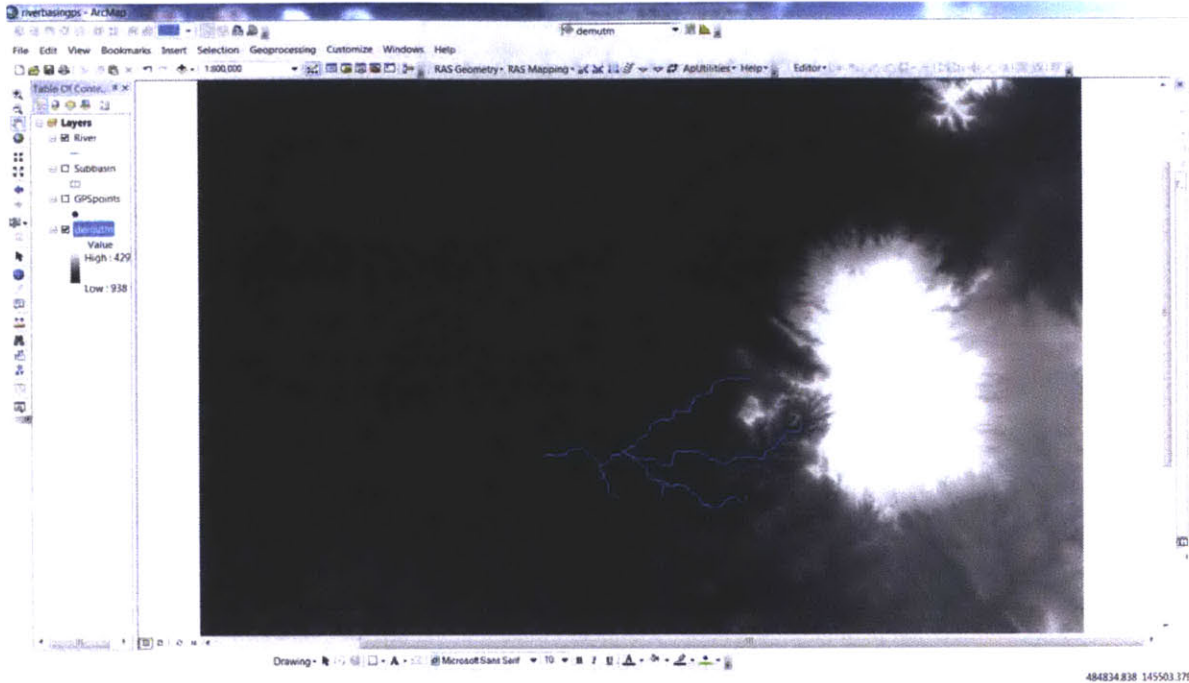 riverbasingps - ArcMap
demutm
File Edit View Bookmarks Insert Selection Geoprocessing Customize Windows Help
1:800,000 RAS Geometry RAS Mapping ApUtilities Help Editor
Table Of Conte...
Layers
River
Subbasin
GPSpoints
demutm
Value
High : 429
Low : 938
Drawing A Microsoft Sans Serif 10 B I U A
484834.838 145503.379